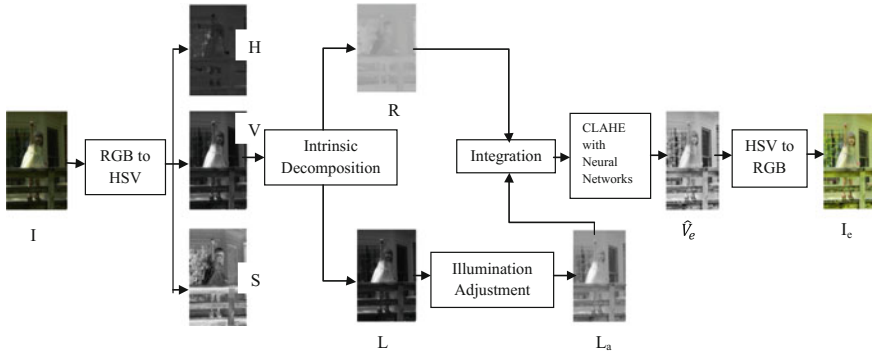 H
R
I
RGB to
HSV
V
Intrinsic
Decomposition
Integration
CLAHE
with
Neural
Networks
V̂e
HSV to
RGB
Ie
S
L
Illumination
Adjustment
La